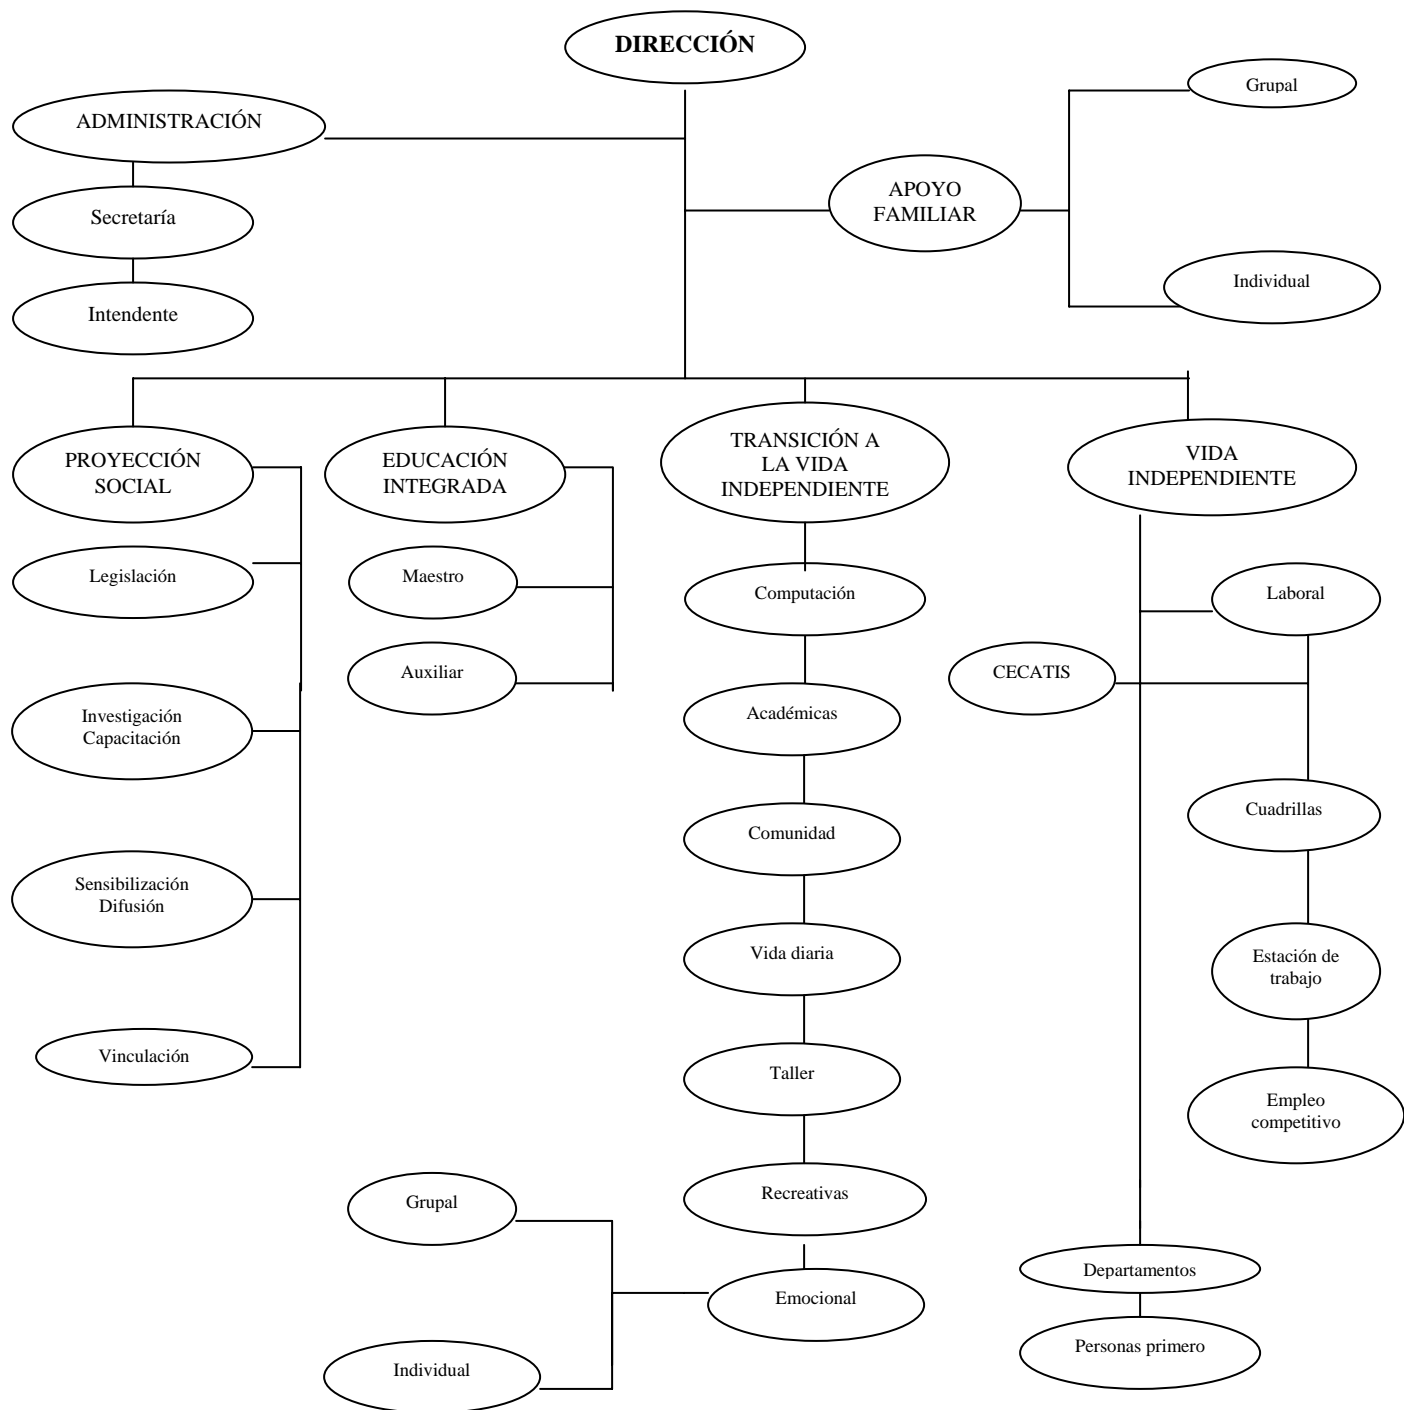 DIRECCIÓN
Grupal
ADMINISTRACIÓN
APOYO
FAMILIAR
Secretaría
Individual
Intendente
PROYECCIÓN
SOCIAL
EDUCACIÓN
INTEGRADA
TRANSICIÓN A
LA VIDA
INDEPENDIENTE
VIDA
INDEPENDIENTE
Legislación
Maestro
Computación
Laboral
Auxiliar
CECATIS
Investigación
Capacitación
Académicas
Cuadrillas
Comunidad
Sensibilización
Difusión
Vida diaria
Estación de
trabajo
Vinculación
Taller
Empleo
competitivo
Grupal
Recreativas
Departamentos
Emocional
Individual
Personas primero